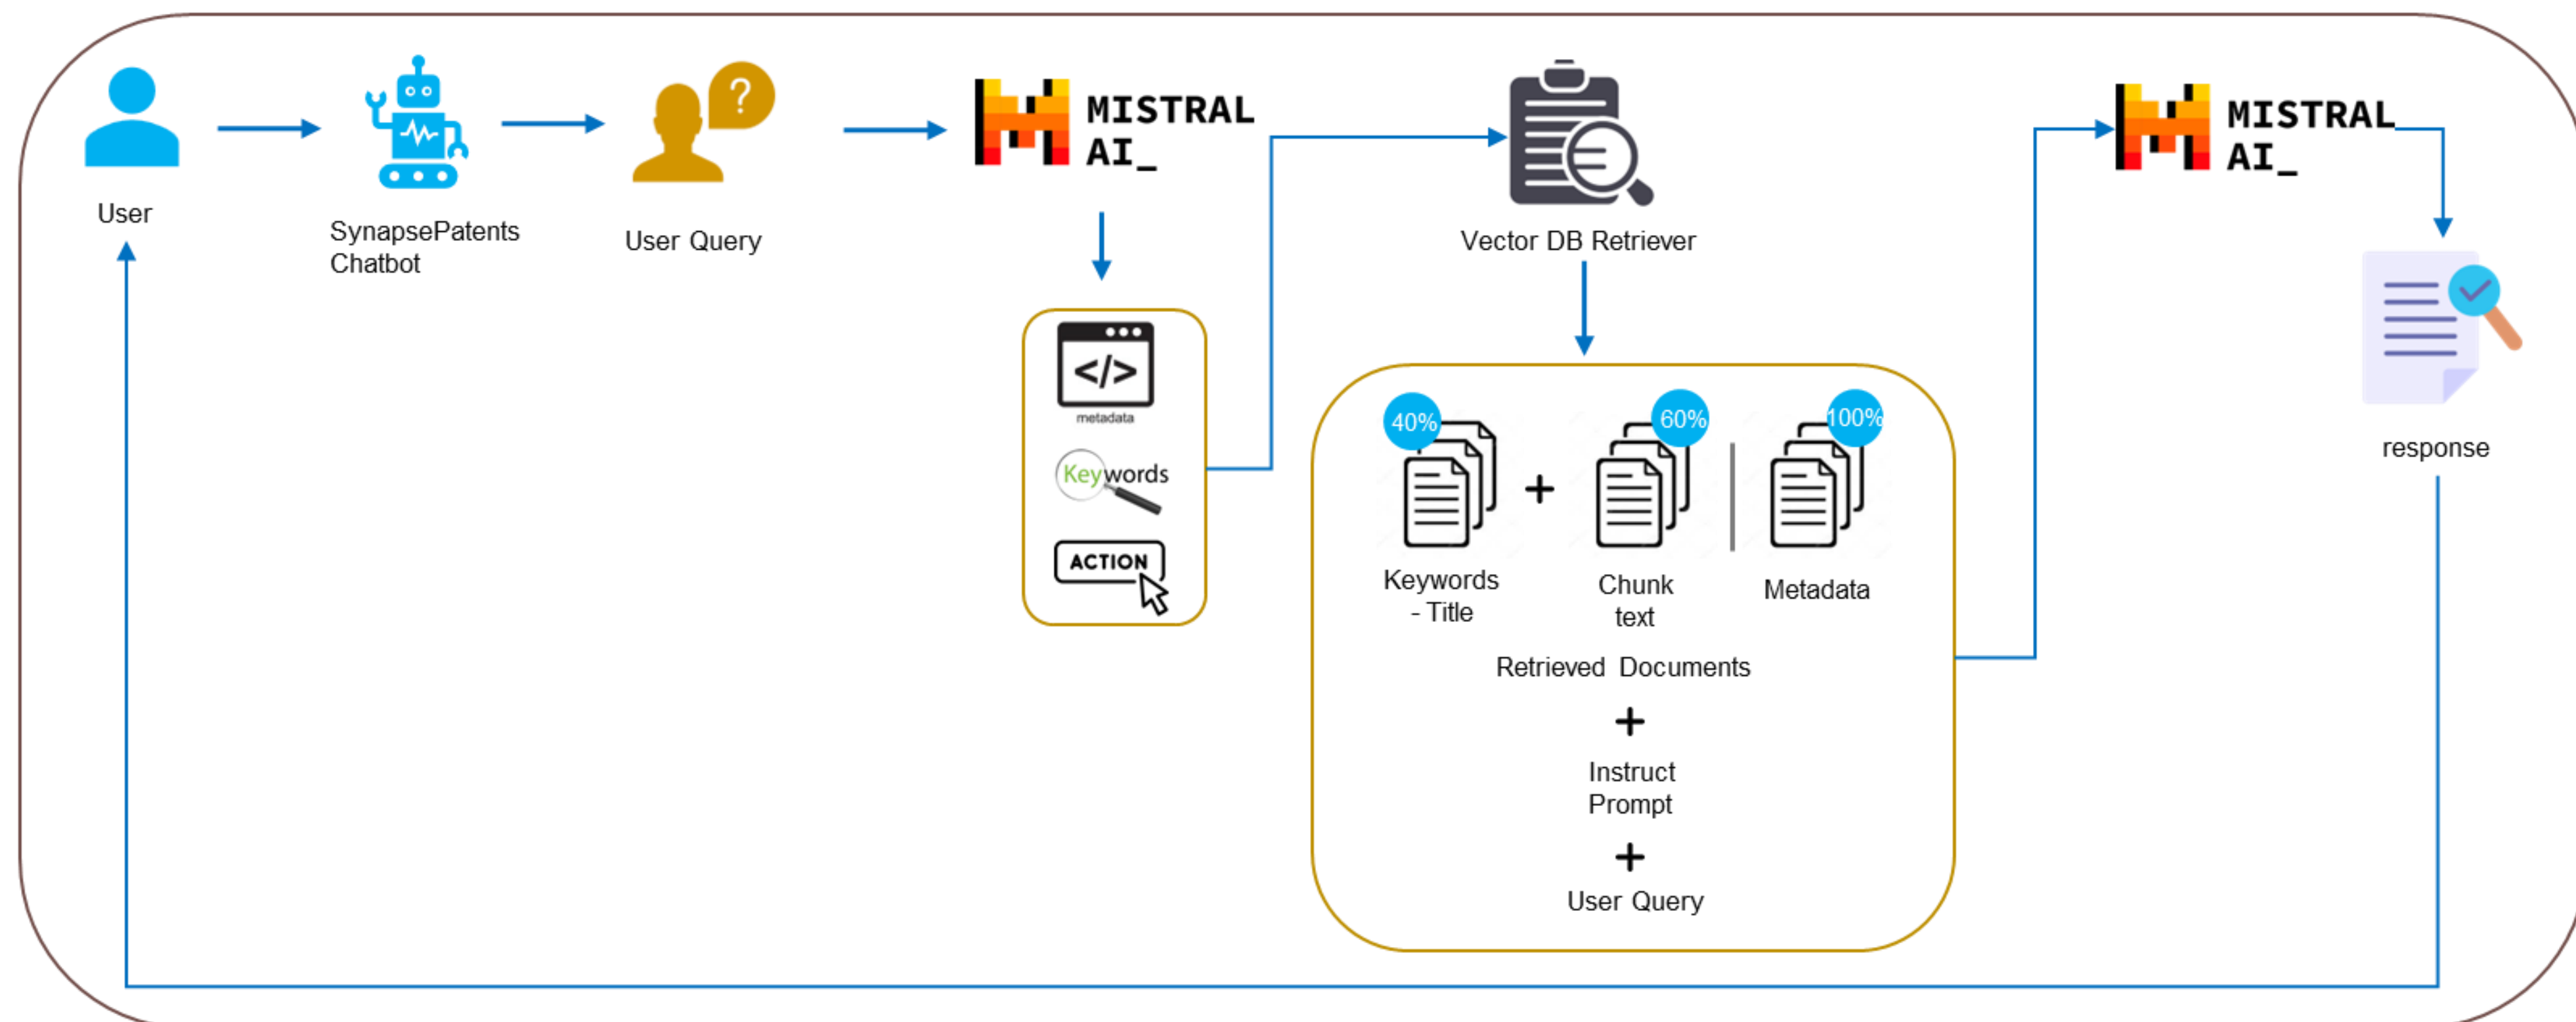 User
SynapsePatents
Chatbot
?
User Query
MISTRAL
AI_
</>
metadata
Keywords
ACTION
Vector DB Retriever
40%
60%
100%
+
Keywords
- Title
Chunk
text
Metadata
Retrieved Documents
+
Instruct
Prompt
+
User Query
MISTRAL
AI_
response